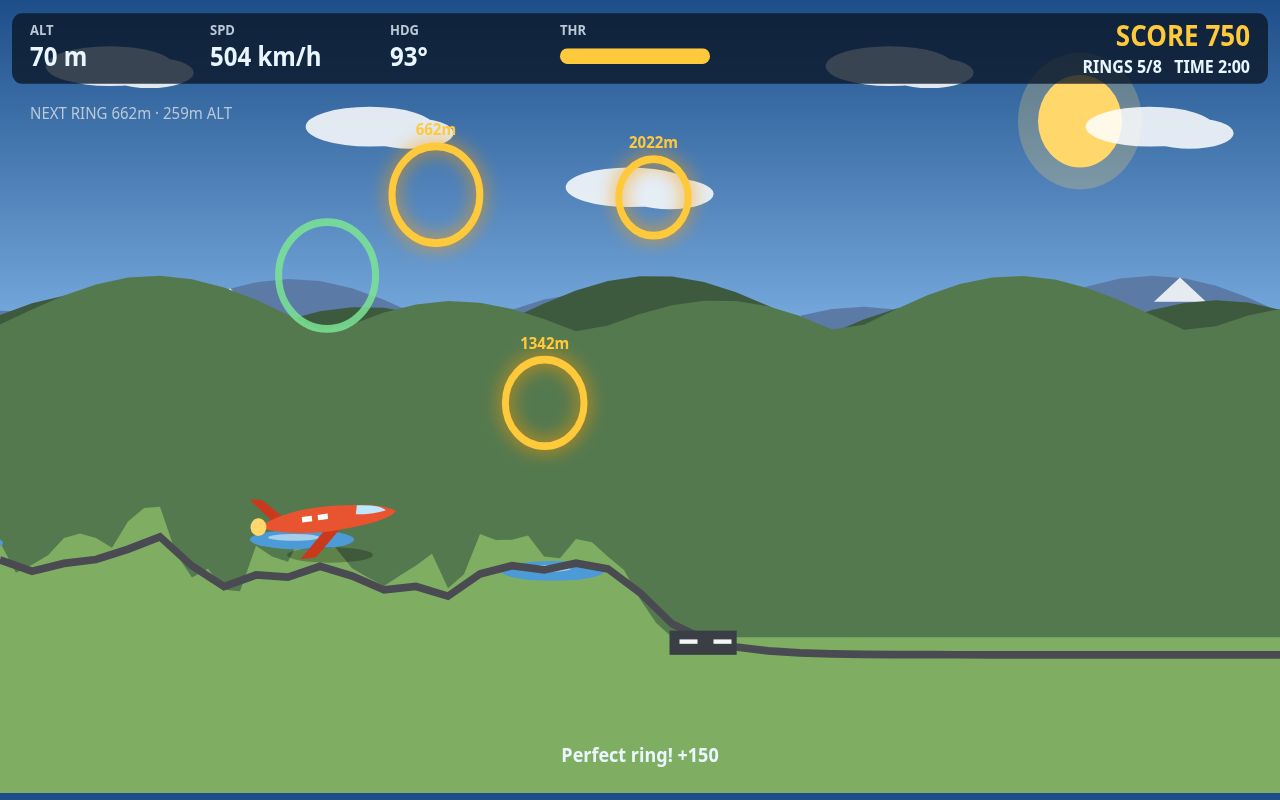 ALT
70 m
SPD
504 km/h
HDG
93°
THR
SCORE 750
RINGS 5/8 TIME 2:00
NEXT RING 662m · 259m ALT
662m
2022m
1342m
Perfect ring! +150